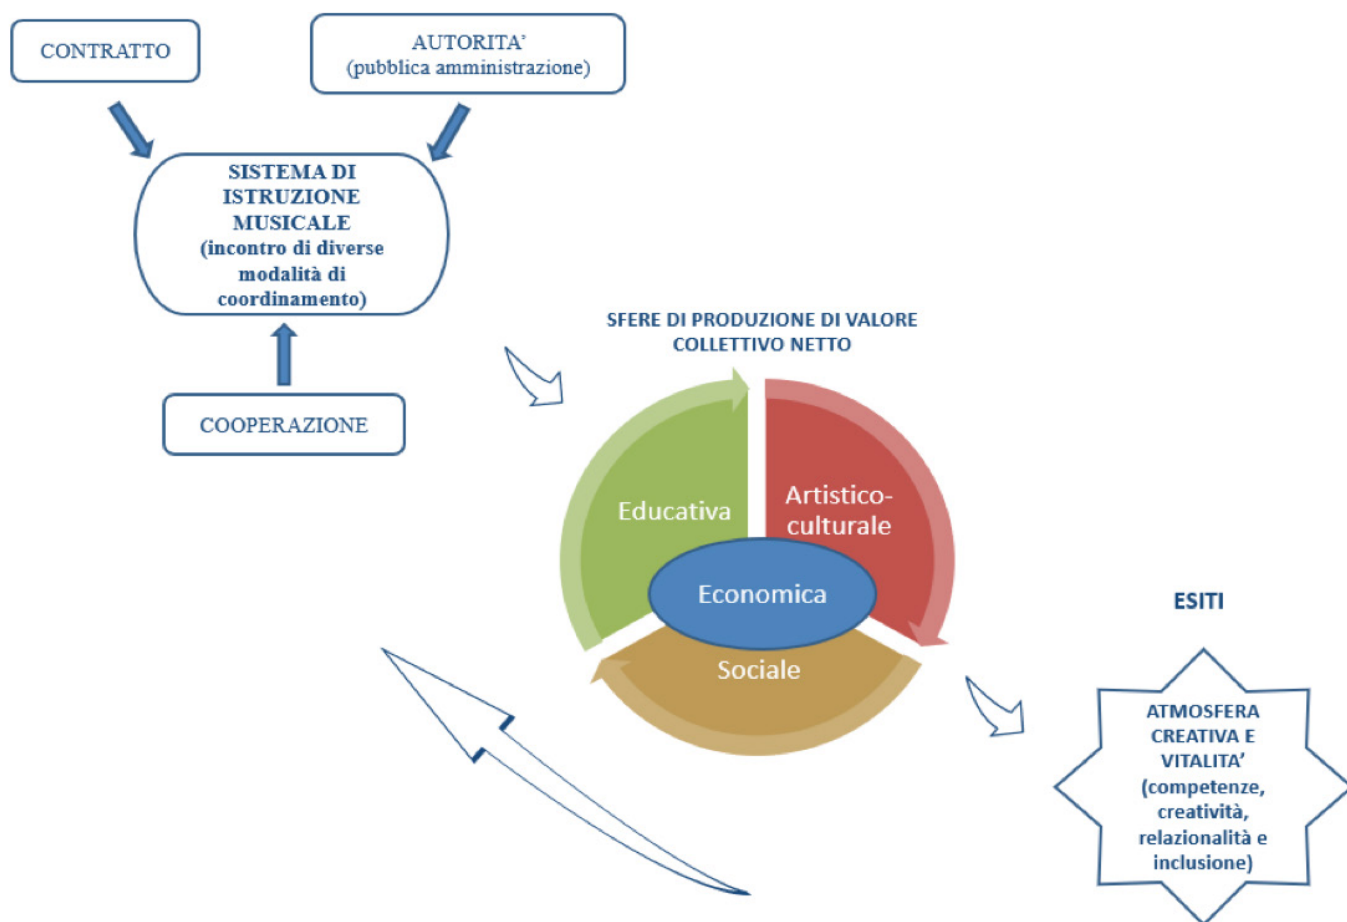 CONTRATTO
AUTORITA’
(pubblica amministrazione)
SISTEMA DI
ISTRUZIONE
MUSICALE
(incontro di diverse
modalità di
coordinamento)
COOPERAZIONE
SFERE DI PRODUZIONE DI VALORE
COLLETTIVO NETTO
Educativa
Artistico-
culturale
Economica
Sociale
ESITI
ATMOSFERA
CREATIVA E
VITALITA’
(competenze,
creatività,
relazionalità e
inclusione)